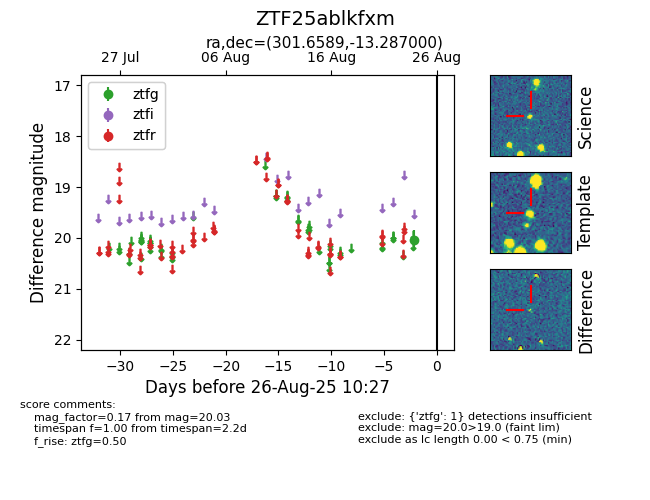 ZTF25ablkfxm
ra,dec=(301.6589,-13.287000)
27 Jul 06 Aug 16 Aug 26 Aug
ztfg
ztfi
ztfr
17
18
19
20
21
22
Difference magnitude
−30 −25 −20 −15 −10 −5 0
Days before 26-Aug-25 10:27
Science
Template
Difference
score comments:
mag_factor=0.17 from mag=20.03
timespan f=1.00 from timespan=2.2d
f_rise: ztfg=0.50
exclude: {'ztfg': 1} detections insufficient
exclude: mag=20.0>19.0 (faint lim)
exclude as lc length 0.00 < 0.75 (min)